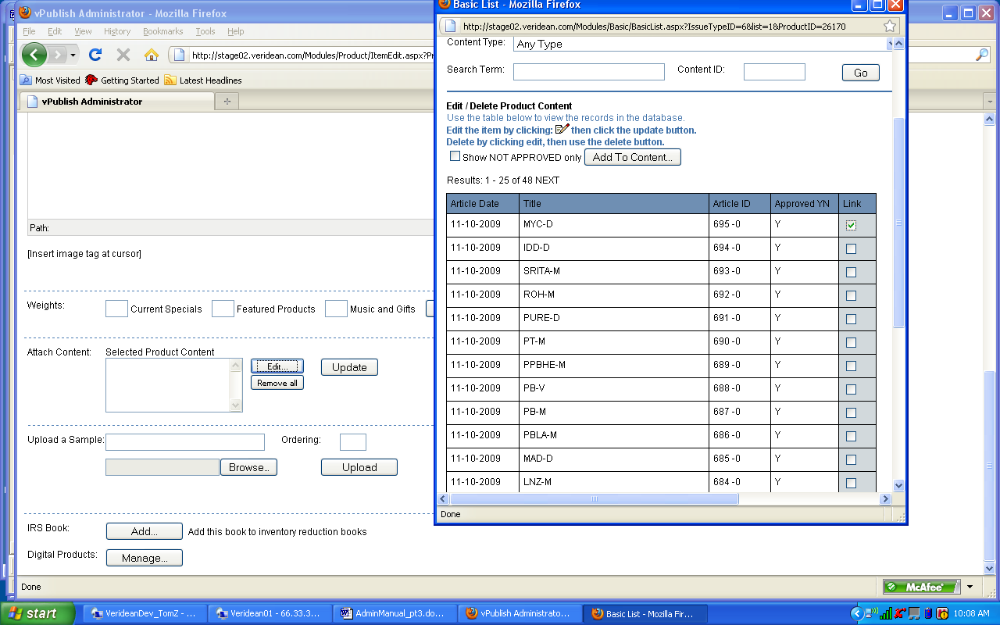 vPublish Administrator - Mozilla Firefox
File Edit View History Bookmarks Tools Help
http://stage02.veridean.com/Modules/Product/ItemEdit.aspx?Pr
Most Visited Getting Started Latest Headlines
vPublish Administrator
Path:
[Insert image tag at cursor]
Weights: Current Specials Featured Products Music and Gifts
Attach Content: Selected Product Content
Edit... Update
Remove all
Upload a Sample: Ordering:
Browse... Upload
IRS Book: Add... Add this book to inventory reduction books
Digital Products: Manage...
Done
McAfee
Basic List - Mozilla Firefox
http://stage02.veridean.com/Modules/Basic/BasicList.aspx?IssueTypeID=6&list=1&ProductID=26170
Content Type: Any Type
Search Term: Content ID: Go
Edit / Delete Product Content
Use the table below to view the records in the database.
Edit the item by clicking: then click the update button.
Delete by clicking edit, then use the delete button.
Show NOT APPROVED only Add To Content...
Results: 1 - 25 of 48 NEXT
Article Date Title Article ID Approved YN Link
11-10-2009 MYC-D 695 -0 Y
11-10-2009 IDD-D 694 -0 Y
11-10-2009 SRITA-M 693 -0 Y
11-10-2009 ROH-M 692 -0 Y
11-10-2009 PURE-D 691 -0 Y
11-10-2009 PT-M 690 -0 Y
11-10-2009 PPBHE-M 689 -0 Y
11-10-2009 PB-V 688 -0 Y
11-10-2009 PB-M 687 -0 Y
11-10-2009 PBLA-M 686 -0 Y
11-10-2009 MAD-D 685 -0 Y
11-10-2009 LNZ-M 684 -0 Y
Done
start VerideanDev_TomZ - ... Veridean01 - 66.33.3... AdminManual_pt3.do... vPublish Administrato... Basic List - Mozilla Fir... 10:08 AM